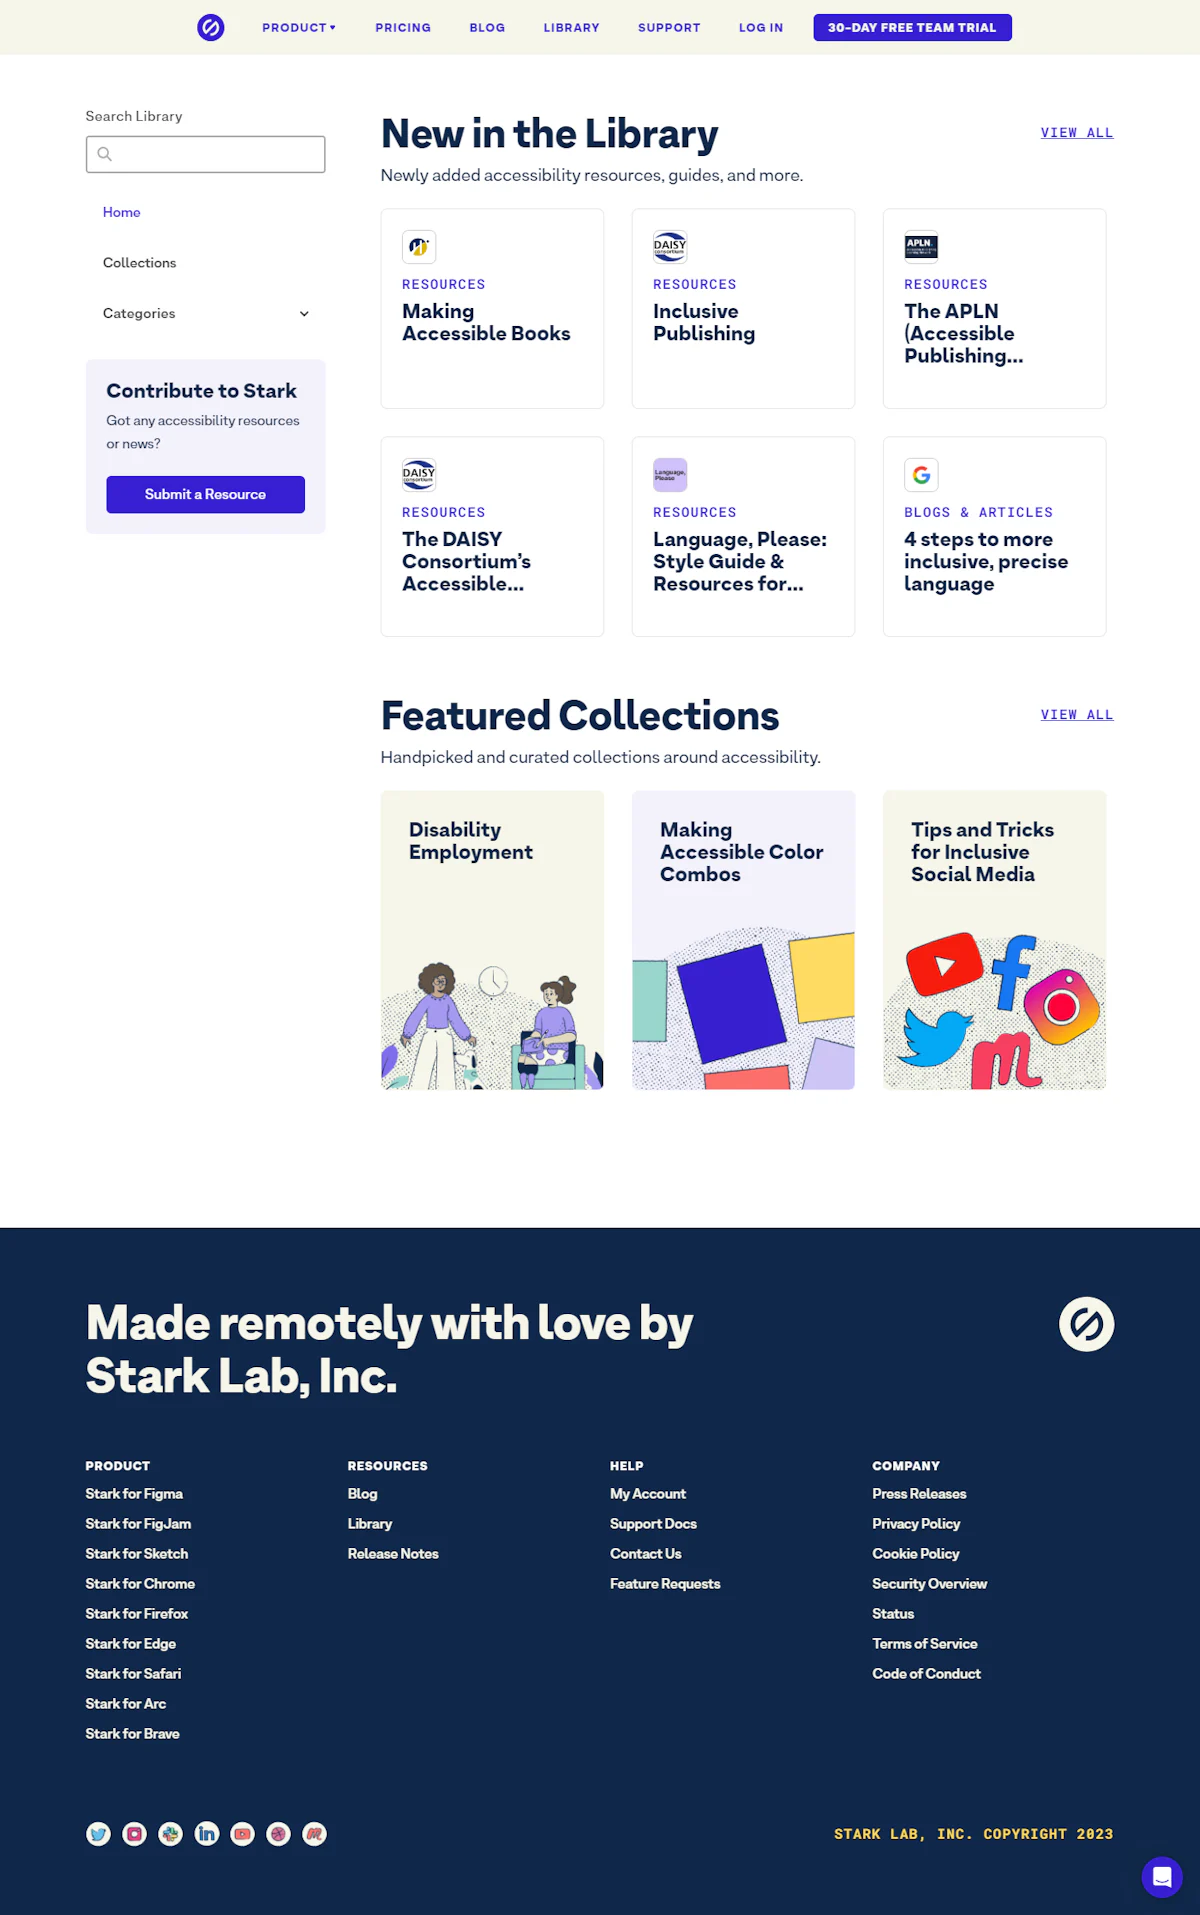 PRODUCT
PRICING
BLOG
LIBRARY
SUPPORT
LOG IN
30-DAY FREE TEAM TRIAL
Search Library
Home
Collections
Categories
Contribute to Stark
Got any accessibility resources
or news?
Submit a Resource
New in the Library
VIEW ALL
Newly added accessibility resources, guides, and more.
RESOURCES
Making
Accessible Books
DAISY
consortium
RESOURCES
Inclusive
Publishing
APLN.
RESOURCES
The APLN
(Accessible
Publishing...
DAISY
consortium
RESOURCES
The DAISY
Consortium’s
Accessible...
Language,
Please
RESOURCES
Language, Please:
Style Guide &
Resources for...
G
BLOGS & ARTICLES
4 steps to more
inclusive, precise
language
Featured Collections
VIEW ALL
Handpicked and curated collections around accessibility.
Disability
Employment
Making
Accessible Color
Combos
Tips and Tricks
for Inclusive
Social Media
Made remotely with love by
Stark Lab, Inc.
PRODUCT
Stark for Figma
Stark for FigJam
Stark for Sketch
Stark for Chrome
Stark for Firefox
Stark for Edge
Stark for Safari
Stark for Arc
Stark for Brave
RESOURCES
Blog
Library
Release Notes
HELP
My Account
Support Docs
Contact Us
Feature Requests
COMPANY
Press Releases
Privacy Policy
Cookie Policy
Security Overview
Status
Terms of Service
Code of Conduct
in
STARK LAB, INC. COPYRIGHT 2023